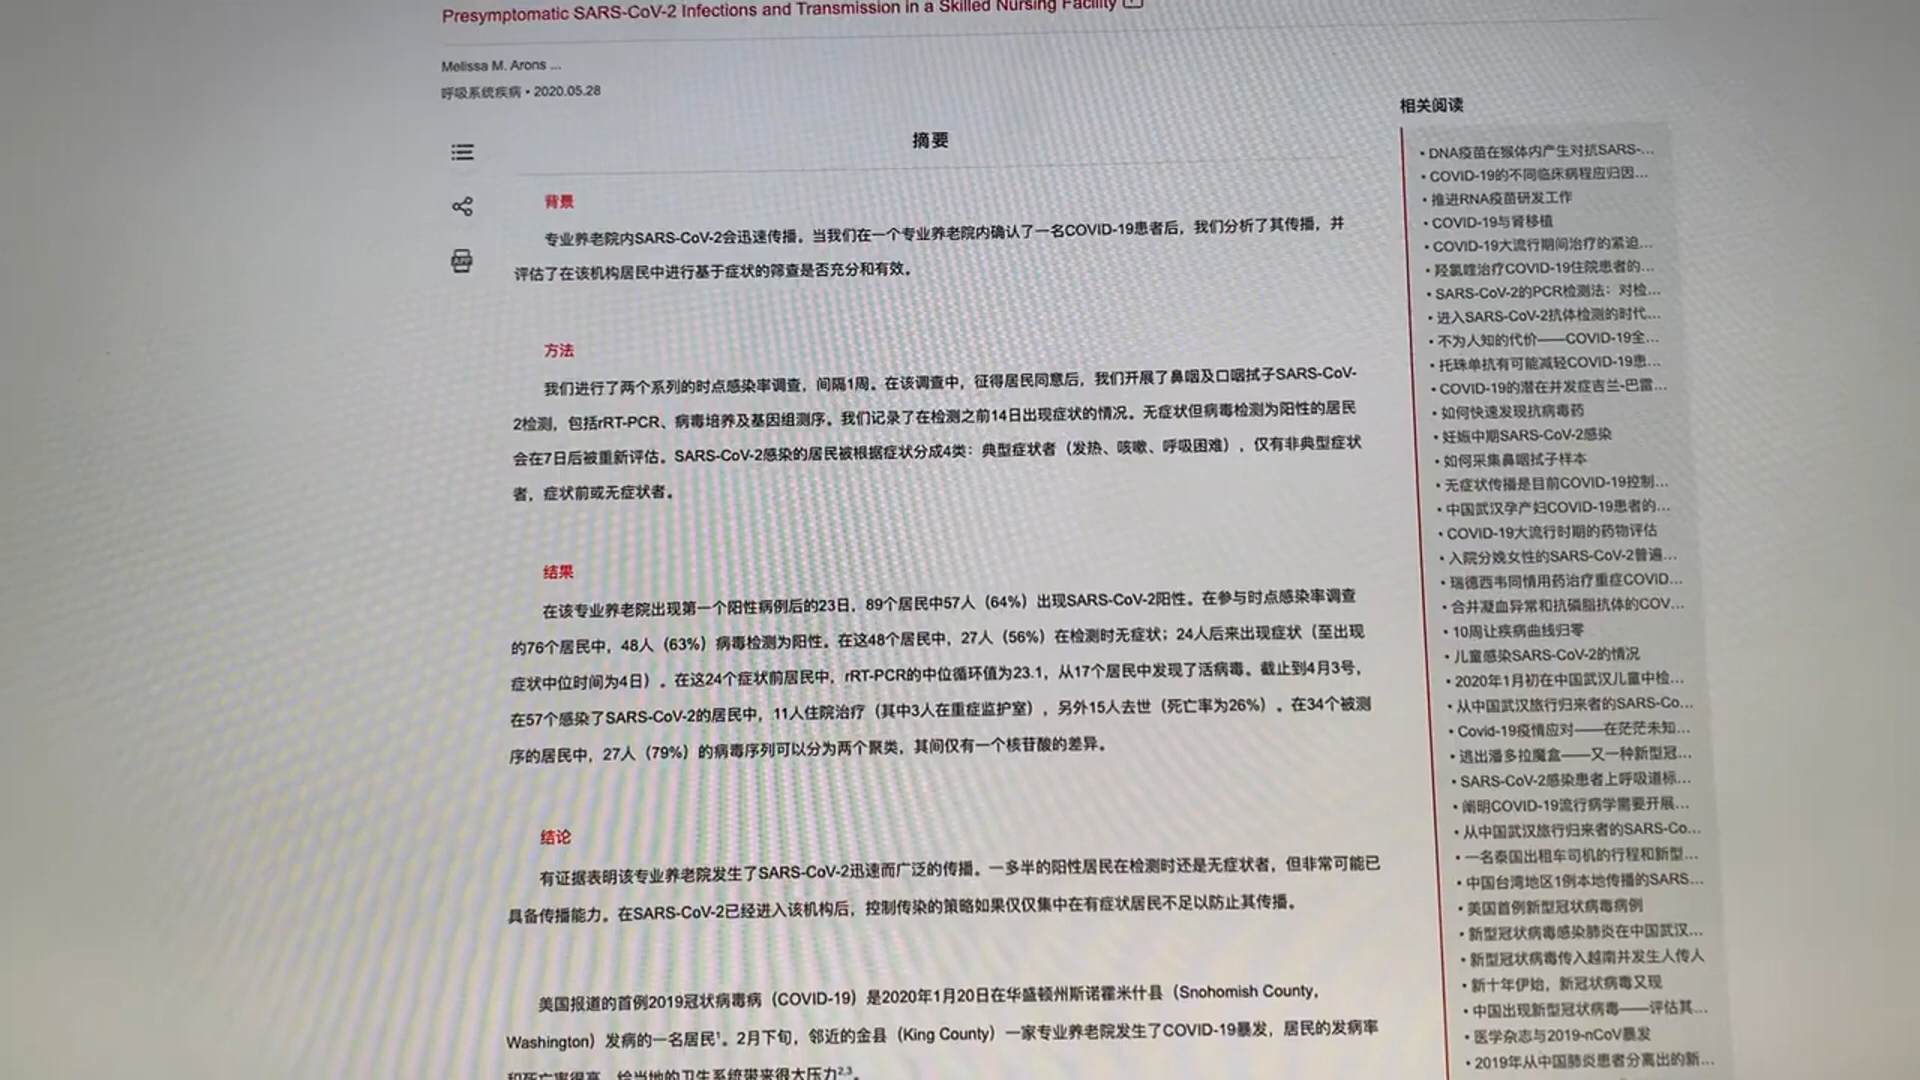 Presymptomatic SARS-CoV-2 Infections and Transmission in a Skilled Nursing Facility
Melissa M. Arons ...
呼吸系统疾病 • 2020.05.28
摘要
背景
专业养老院内SARS-CoV-2会迅速传播。当我们在一个专业养老院内确认了一名COVID-19患者后，我们分析了其传播，并
评估了在该机构居民中进行基于症状的筛查是否充分和有效。
方法
我们进行了两个系列的时点感染率调查，间隔1周。在该调查中，征得居民同意后，我们开展了鼻咽及口咽拭子SARS-CoV-
2检测，包括rRT-PCR、病毒培养及基因组测序。我们记录了在检测之前14日出现症状的情况。无症状但病毒检测为阳性的居民
会在7日后被重新评估。SARS-CoV-2感染的居民被根据症状分成4类：典型症状者（发热、咳嗽、呼吸困难），仅有非典型症状
者，症状前或无症状者。
结果
在该专业养老院出现第一个阳性病例后的23日，89个居民中57人（64%）出现SARS-CoV-2阳性。在参与时点感染率调查
的76个居民中，48人（63%）病毒检测为阳性。在这48个居民中，27人（56%）在检测时无症状；24人后来出现症状（至出现
症状中位时间为4日）。在这24个症状前居民中，rRT-PCR的中位循环值为23.1，从17个居民中发现了活病毒。截止到4月3号，
在57个感染了SARS-CoV-2的居民中，11人住院治疗（其中3人在重症监护室），另外15人去世（死亡率为26%）。在34个被测
序的居民中，27人（79%）的病毒序列可以分为两个聚类，其间仅有一个核苷酸的差异。
结论
有证据表明该专业养老院发生了SARS-CoV-2迅速而广泛的传播。一多半的阳性居民在检测时还是无症状者，但非常可能已
具备传播能力。在SARS-CoV-2已经进入该机构后，控制传染的策略如果仅仅集中在有症状居民不足以防止其传播。
美国报道的首例2019冠状病毒病（COVID-19）是2020年1月20日在华盛顿州斯诺霍米什县（Snohomish County,
Washington）发病的一名居民¹。2月下旬，邻近的金县（King County）一家专业养老院发生了COVID-19暴发，居民的发病率
和死亡率很高，给当地的卫生系统带来很大压力²,³。
相关阅读
• DNA疫苗在猴体内产生对抗SARS-...
• COVID-19的不同临床病程应归因...
• 推进RNA疫苗研发工作
• COVID-19与肾移植
• COVID-19大流行期间治疗的紧迫...
• 羟氯喹治疗COVID-19住院患者的...
• SARS-CoV-2的PCR检测法：对检...
• 进入SARS-CoV-2抗体检测的时代...
• 不为人知的代价——COVID-19全...
• 托珠单抗有可能减轻COVID-19患...
• COVID-19的潜在并发症吉兰-巴雷...
• 如何快速发现抗病毒药
• 妊娠中期SARS-CoV-2感染
• 如何采集鼻咽拭子样本
• 无症状传播是目前COVID-19控制...
• 中国武汉孕产妇COVID-19患者的...
• COVID-19大流行时期的药物评估
• 入院分娩女性的SARS-CoV-2普遍...
• 瑞德西韦同情用药治疗重症COVID...
• 合并凝血异常和抗磷脂抗体的COV...
• 10周让疾病曲线归零
• 儿童感染SARS-CoV-2的情况
• 2020年1月初在中国武汉儿童中检...
• 从中国武汉旅行归来者的SARS-Co...
• Covid-19疫情应对——在茫茫未知...
• 逃出潘多拉魔盒——又一种新型冠...
• SARS-CoV-2感染患者上呼吸道标...
• 阐明COVID-19流行病学需要开展...
• 从中国武汉旅行归来者的SARS-Co...
• 一名泰国出租车司机的行程和新型...
• 中国台湾地区1例本地传播的SARS...
• 美国首例新型冠状病毒病例
• 新型冠状病毒感染肺炎在中国武汉...
• 新型冠状病毒传入越南并发生人传人
• 新十年伊始，新冠状病毒又现
• 中国出现新型冠状病毒——评估其...
• 医学杂志与2019-nCoV暴发
• 2019年从中国肺炎患者分离出的新...